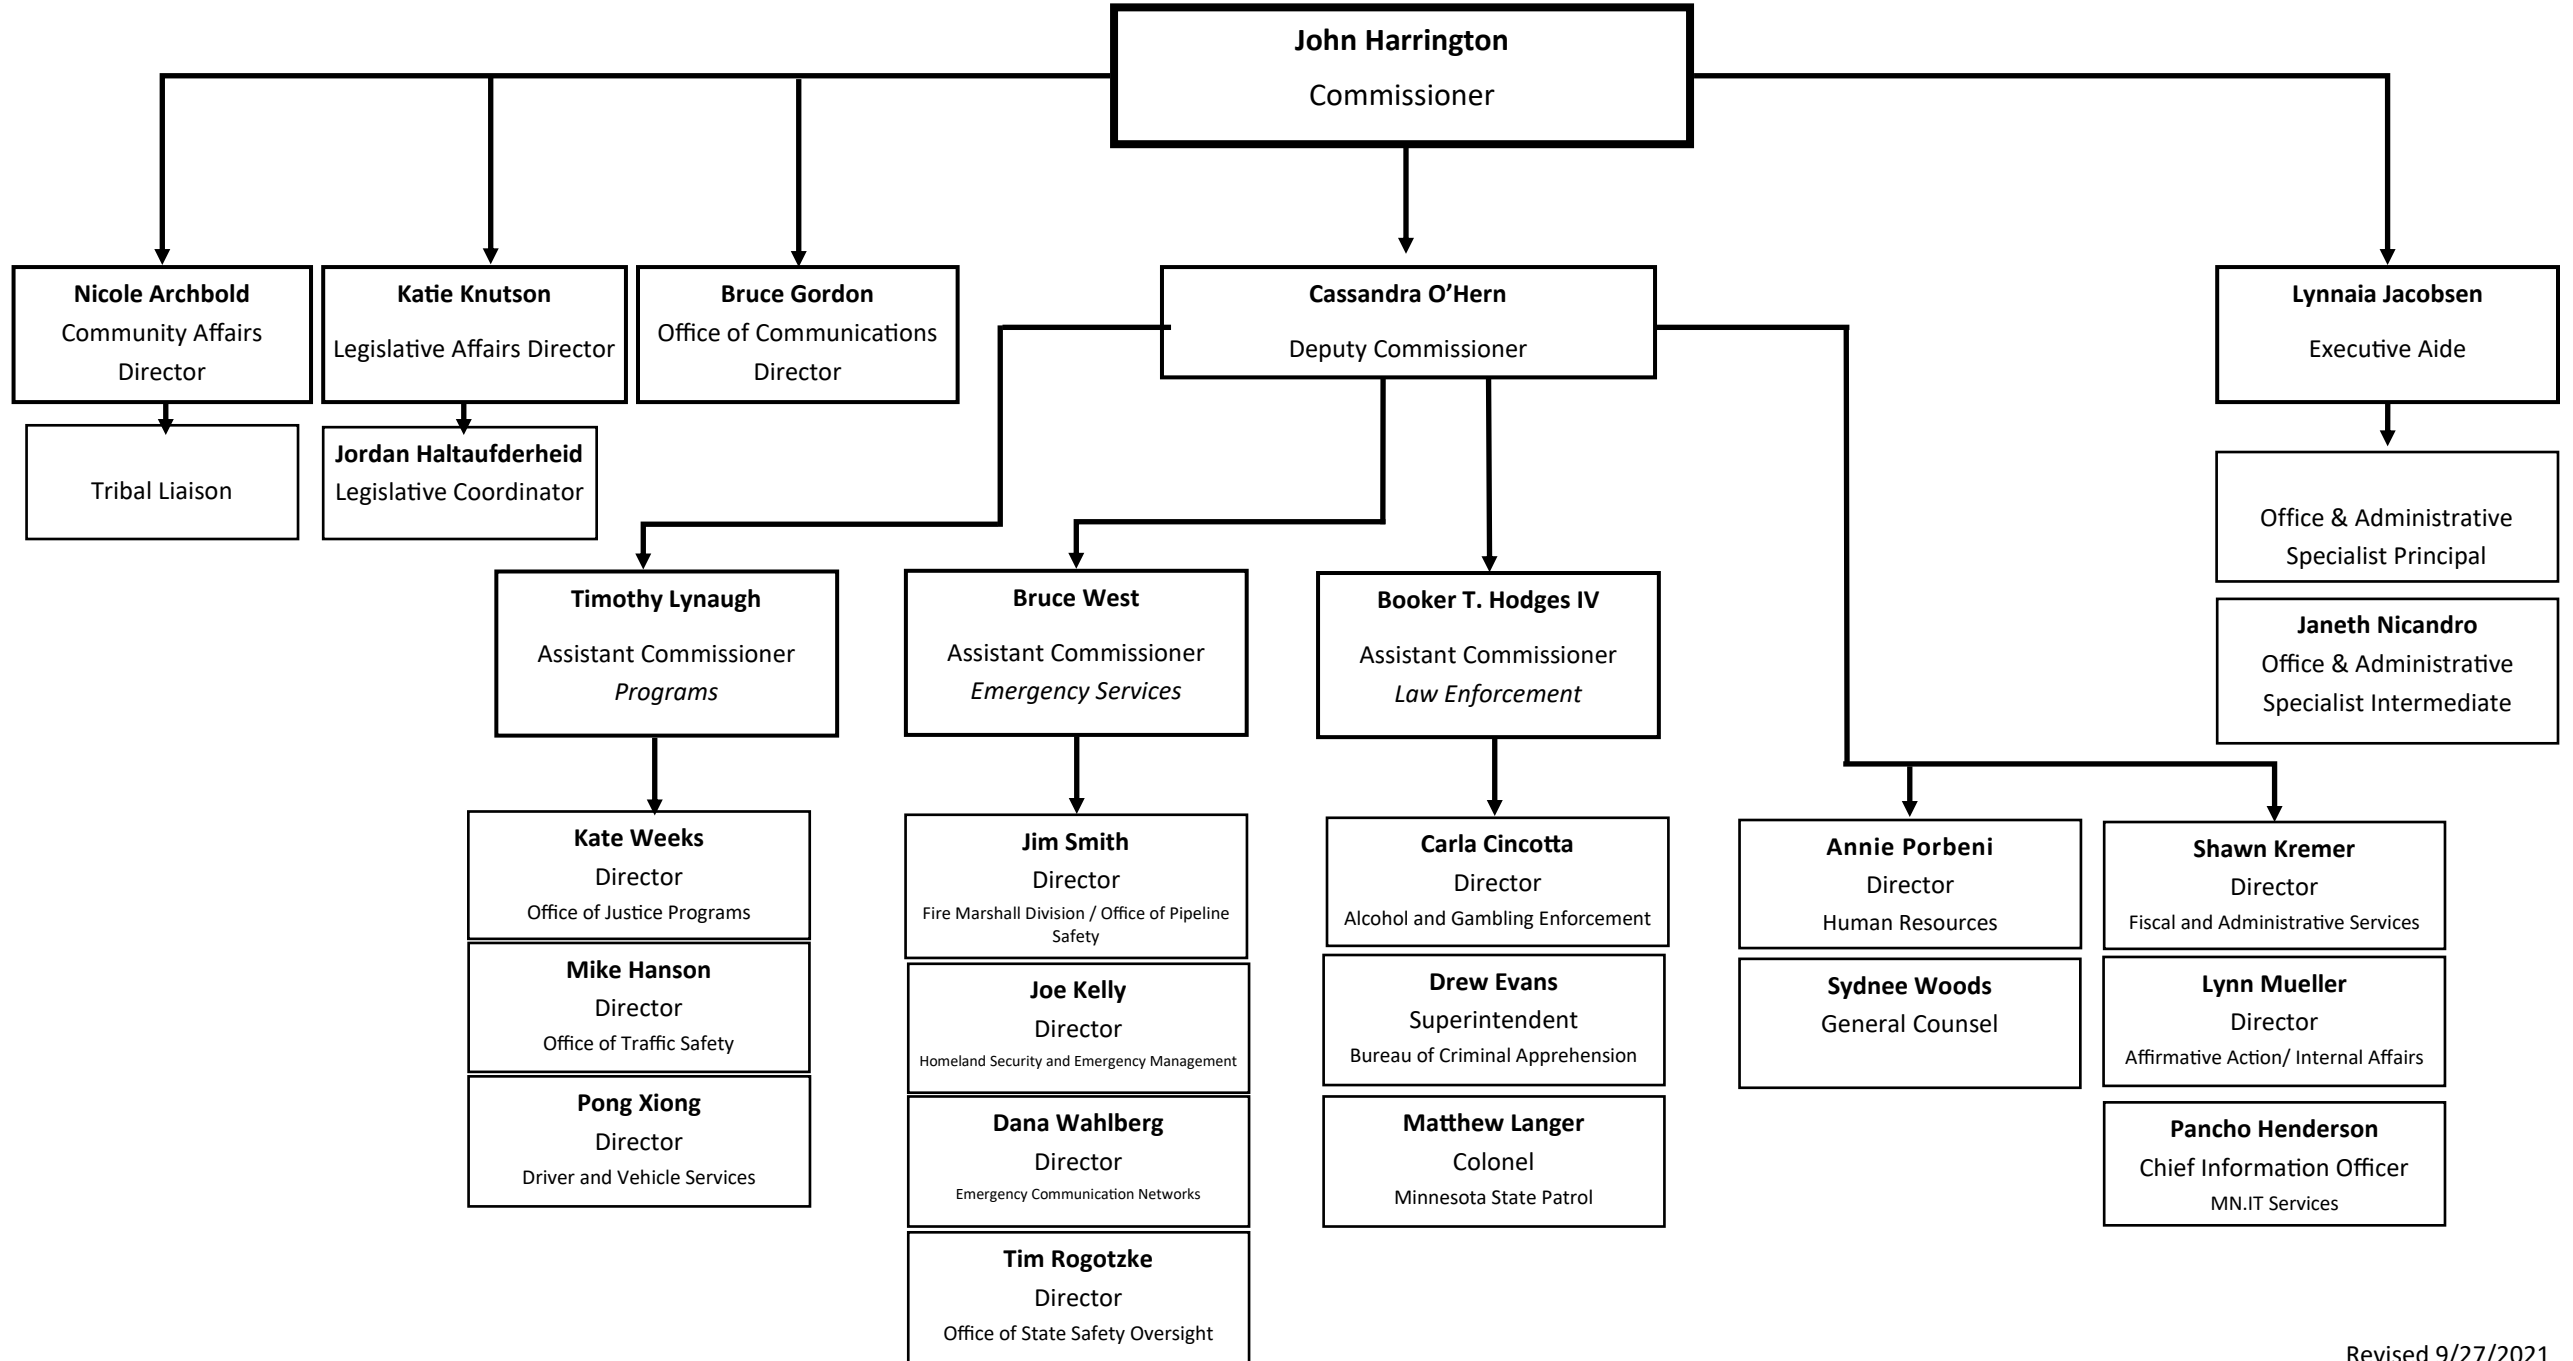 John Harrington
Commissioner
Nicole Archbold
Community Affairs
Director
Katie Knutson
Legislative Affairs Director
Bruce Gordon
Office of Communications
Director
Cassandra O’Hern
Deputy Commissioner
Lynnaia Jacobsen
Executive Aide
Tribal Liaison
Jordan Haltaufderheid
Legislative Coordinator
Office & Administrative
Specialist Principal
Janeth Nicandro
Office & Administrative
Specialist Intermediate
Timothy Lynaugh
Assistant Commissioner
Programs
Bruce West
Assistant Commissioner
Emergency Services
Booker T. Hodges IV
Assistant Commissioner
Law Enforcement
Kate Weeks
Director
Office of Justice Programs
Mike Hanson
Director
Office of Traffic Safety
Pong Xiong
Director
Driver and Vehicle Services
Jim Smith
Director
Fire Marshall Division / Office of Pipeline
Safety
Joe Kelly
Director
Homeland Security and Emergency Management
Dana Wahlberg
Director
Emergency Communication Networks
Tim Rogotzke
Director
Office of State Safety Oversight
Carla Cincotta
Director
Alcohol and Gambling Enforcement
Drew Evans
Superintendent
Bureau of Criminal Apprehension
Matthew Langer
Colonel
Minnesota State Patrol
Annie Porbeni
Director
Human Resources
Sydnee Woods
General Counsel
Shawn Kremer
Director
Fiscal and Administrative Services
Lynn Mueller
Director
Affirmative Action/ Internal Affairs
Pancho Henderson
Chief Information Officer
MN.IT Services
Revised 9/27/2021